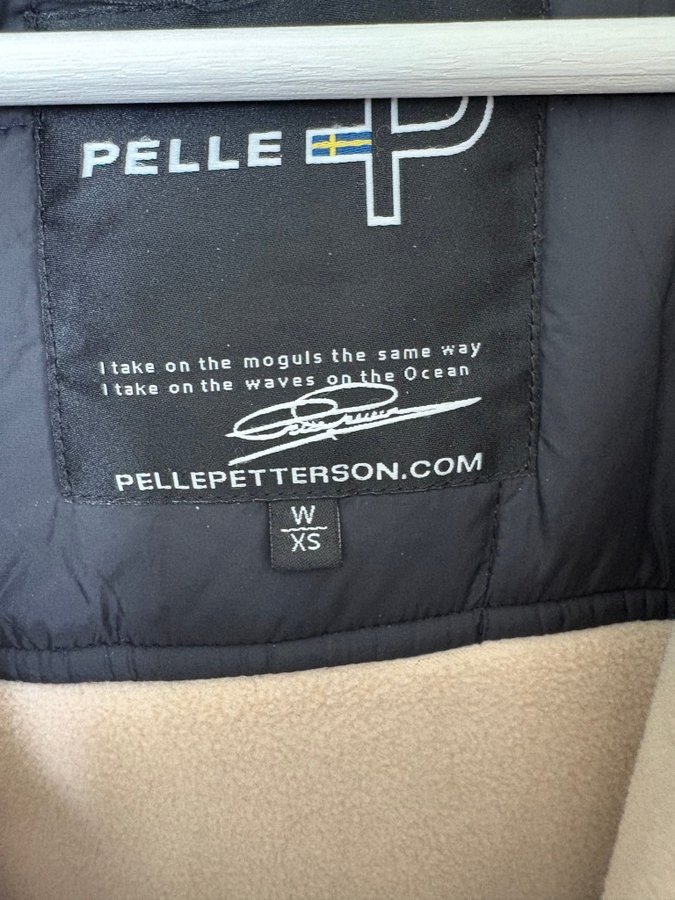 PELLE P
I take on the moguls the same way
I take on the waves on the Ocean
PELLEPETTERSON.COM
W
XS